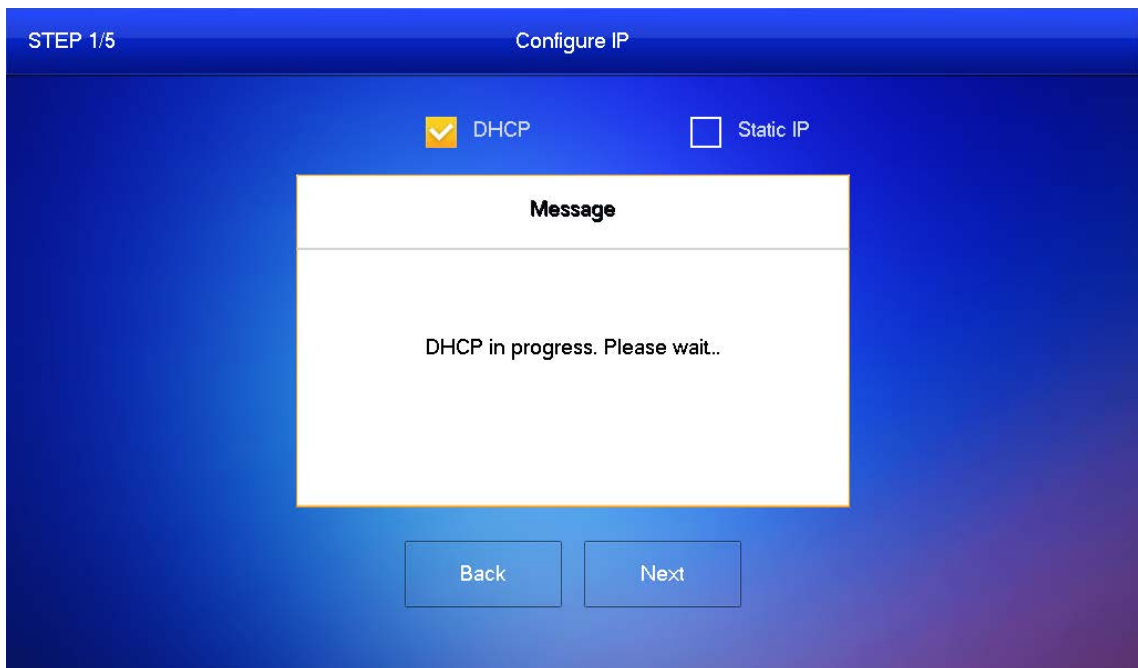 STEP 1/5
Configure IP
DHCP
Static IP
Message
DHCP in progress. Please wait..
Back
Next